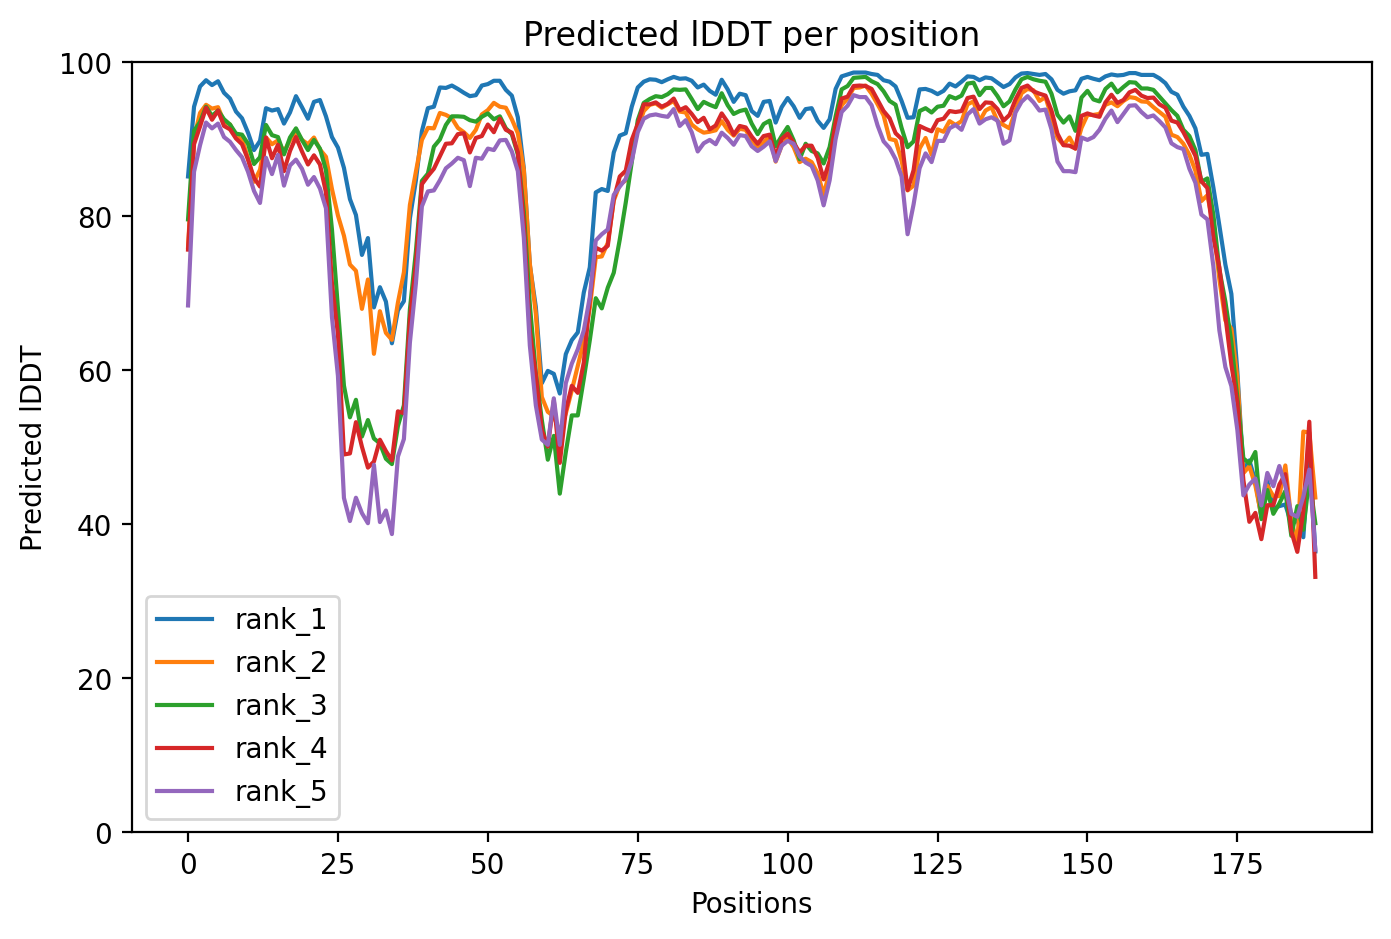 Predicted lDDT per position
100
80
60
40
20
0
Predicted lDDT
rank_1
rank_2
rank_3
rank_4
rank_5
0 25 50 75 100 125 150 175
Positions